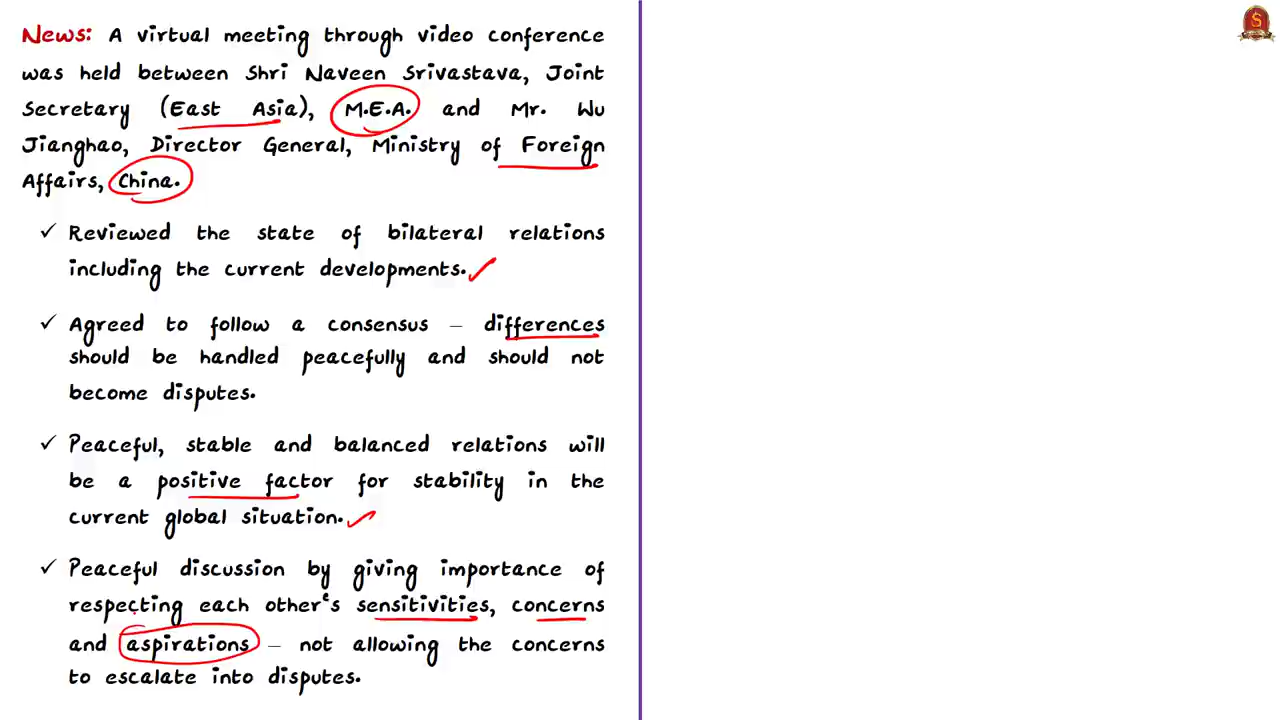 News: A virtual meeting through video conference
was held between Shri Naveen Srivastava, Joint
Secretary (East Asia), M.E.A. and Mr. Wu
Jianghao, Director General, Ministry of Foreign
Affairs, China.
✓ Reviewed the state of bilateral relations
including the current developments.
✓ Agreed to follow a consensus – differences
should be handled peacefully and should not
become disputes.
✓ Peaceful, stable and balanced relations will
be a positive factor for stability in the
current global situation.
✓ Peaceful discussion by giving importance of
respecting each other's sensitivities, concerns
and aspirations – not allowing the concerns
to escalate into disputes.